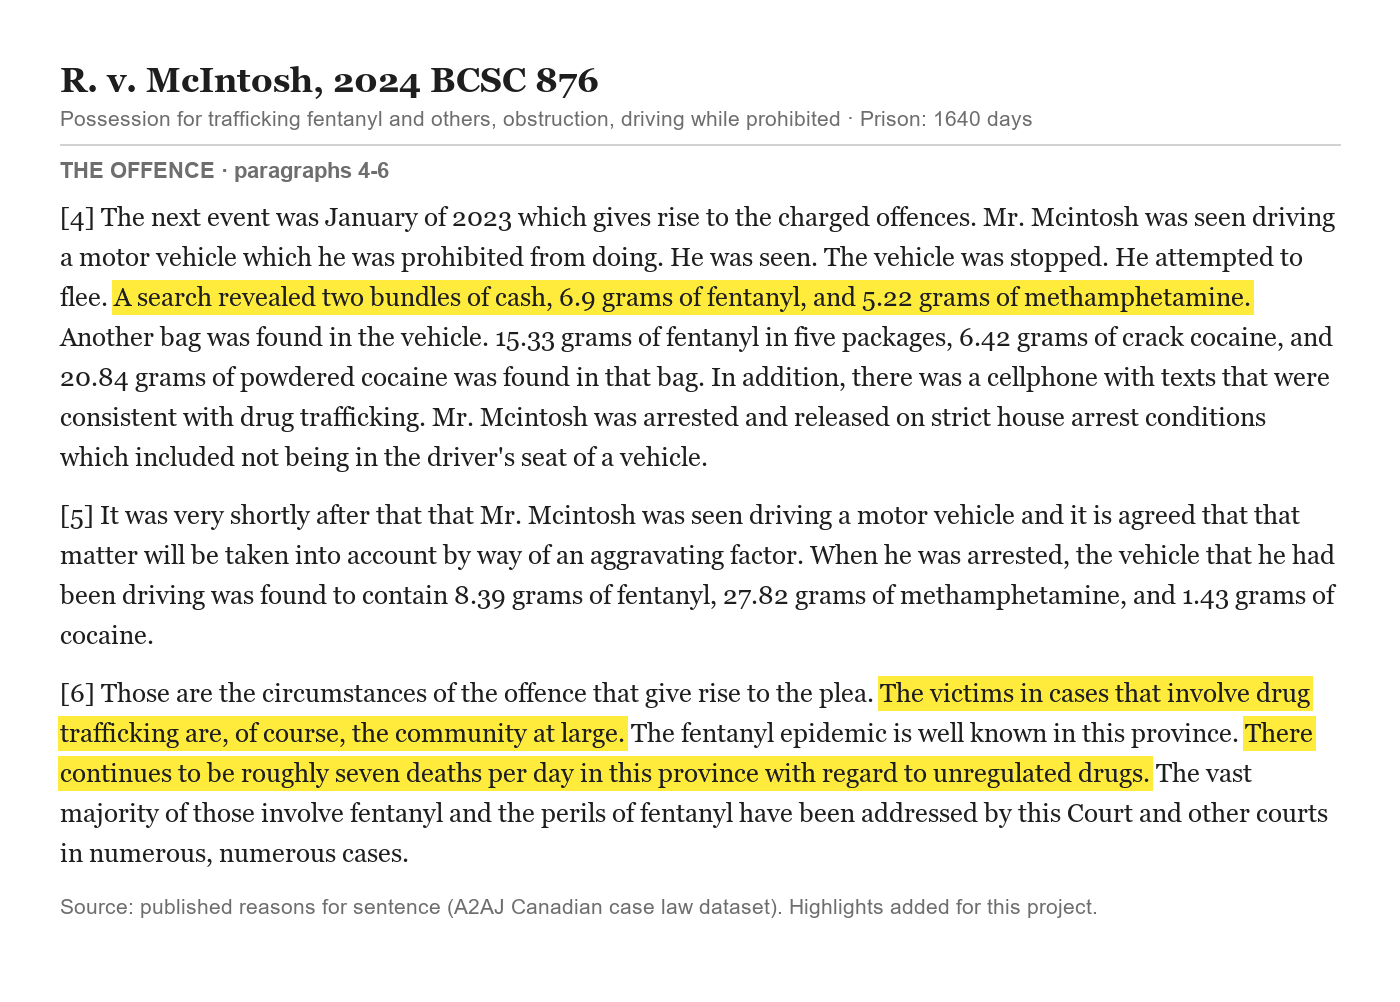 R. v. McIntosh, 2024 BCSC 876
Possession for trafficking fentanyl and others, obstruction, driving while prohibited · Prison: 1640 days
THE OFFENCE · paragraphs 4-6
[4] The next event was January of 2023 which gives rise to the charged offences. Mr. Mcintosh was seen driving
a motor vehicle which he was prohibited from doing. He was seen. The vehicle was stopped. He attempted to
flee. A search revealed two bundles of cash, 6.9 grams of fentanyl, and 5.22 grams of methamphetamine.
Another bag was found in the vehicle. 15.33 grams of fentanyl in five packages, 6.42 grams of crack cocaine, and
20.84 grams of powdered cocaine was found in that bag. In addition, there was a cellphone with texts that were
consistent with drug trafficking. Mr. Mcintosh was arrested and released on strict house arrest conditions
which included not being in the driver's seat of a vehicle.
[5] It was very shortly after that that Mr. Mcintosh was seen driving a motor vehicle and it is agreed that that
matter will be taken into account by way of an aggravating factor. When he was arrested, the vehicle that he had
been driving was found to contain 8.39 grams of fentanyl, 27.82 grams of methamphetamine, and 1.43 grams of
cocaine.
[6] Those are the circumstances of the offence that give rise to the plea. The victims in cases that involve drug
trafficking are, of course, the community at large. The fentanyl epidemic is well known in this province. There
continues to be roughly seven deaths per day in this province with regard to unregulated drugs. The vast
majority of those involve fentanyl and the perils of fentanyl have been addressed by this Court and other courts
in numerous, numerous cases.
Source: published reasons for sentence (A2AJ Canadian case law dataset). Highlights added for this project.